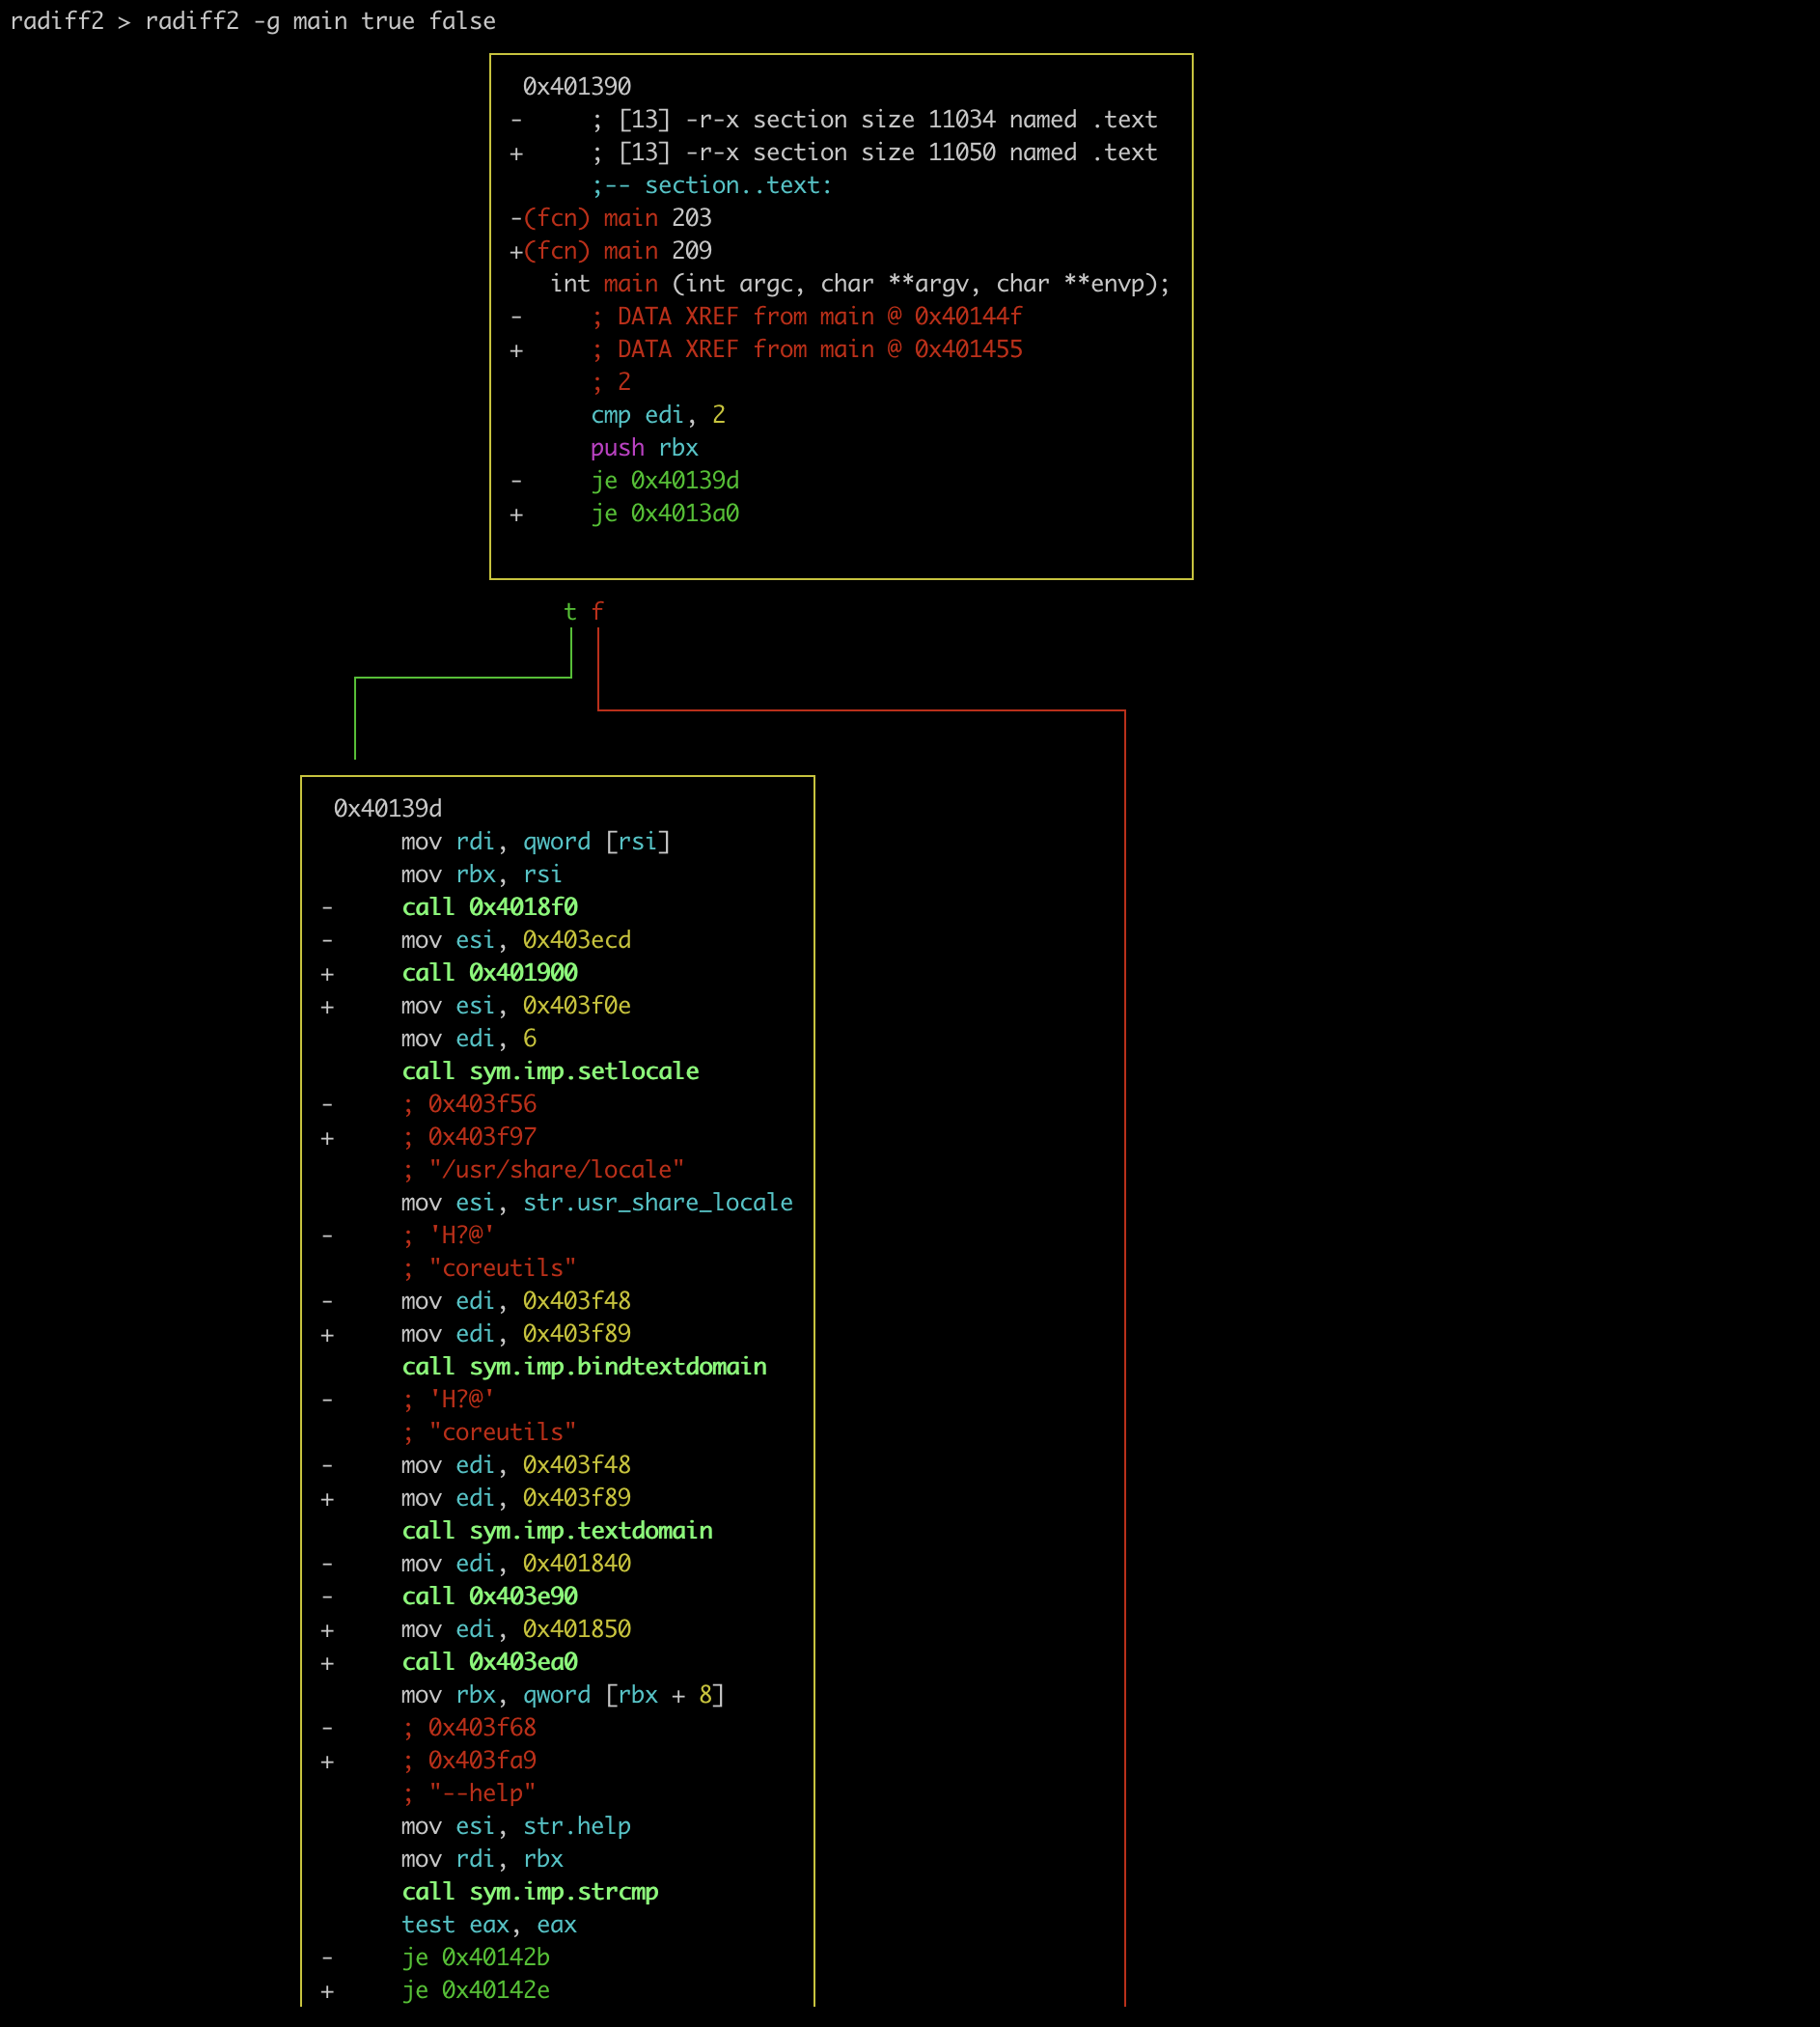 radiff2 > radiff2 -g main true false
0x401390
-     ; [13] -r-x section size 11034 named .text
+     ; [13] -r-x section size 11050 named .text
;-- section..text:
-(fcn) main 203
+(fcn) main 209
int main (int argc, char **argv, char **envp);
-     ; DATA XREF from main @ 0x40144f
+     ; DATA XREF from main @ 0x401455
; 2
cmp edi, 2
push rbx
-     je 0x40139d
+     je 0x4013a0
t f
0x40139d
mov rdi, qword [rsi]
mov rbx, rsi
-     call 0x4018f0
-     mov esi, 0x403ecd
+     call 0x401900
+     mov esi, 0x403f0e
mov edi, 6
call sym.imp.setlocale
-     ; 0x403f56
+     ; 0x403f97
; "/usr/share/locale"
mov esi, str.usr_share_locale
-     ; 'H?@'
; "coreutils"
-     mov edi, 0x403f48
+     mov edi, 0x403f89
call sym.imp.bindtextdomain
-     ; 'H?@'
; "coreutils"
-     mov edi, 0x403f48
+     mov edi, 0x403f89
call sym.imp.textdomain
-     mov edi, 0x401840
-     call 0x403e90
+     mov edi, 0x401850
+     call 0x403ea0
mov rbx, qword [rbx + 8]
-     ; 0x403f68
+     ; 0x403fa9
; "--help"
mov esi, str.help
mov rdi, rbx
call sym.imp.strcmp
test eax, eax
-     je 0x40142b
+     je 0x40142e